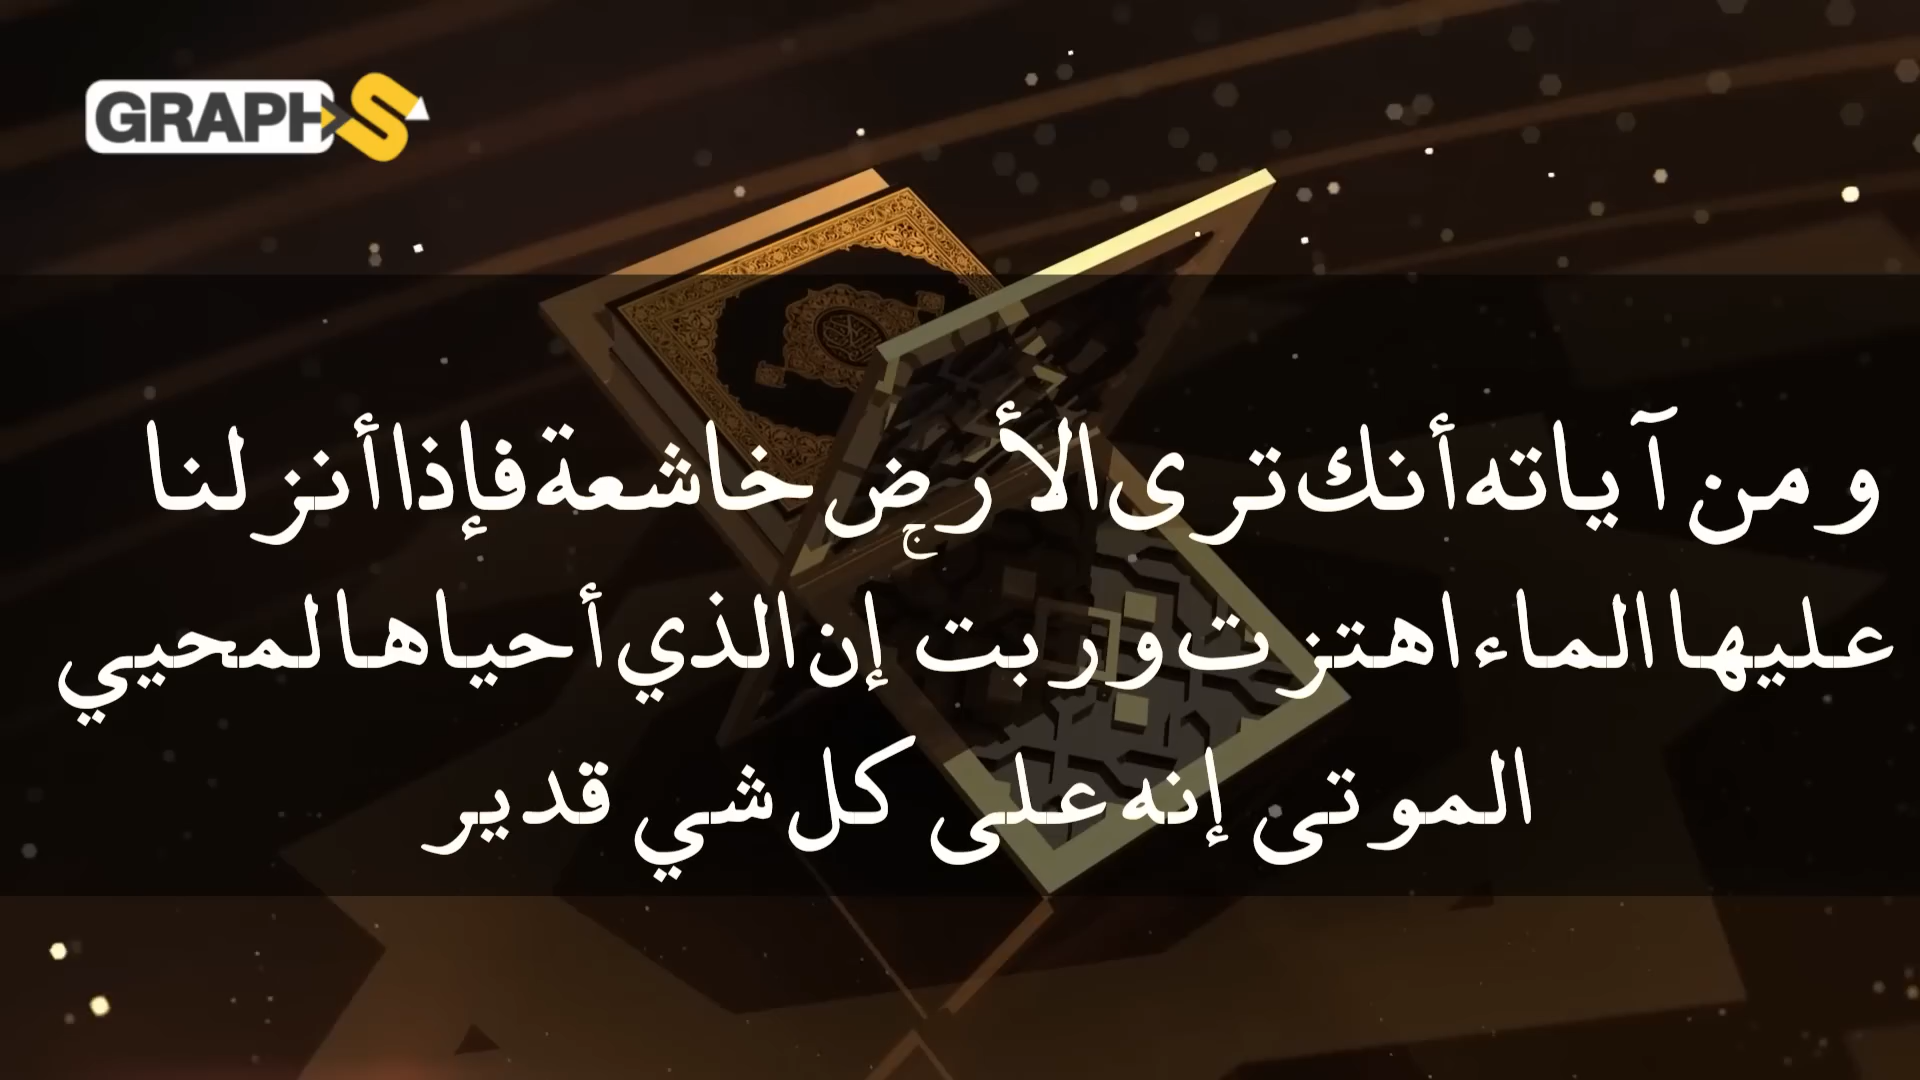 GRAPHS
ومن آياته أنك ترى الأرض خاشعة فإذا أنزلنا
عليها الماء اهتزت وربت ۚ إن الذي أحياها لمحيي
الموتى إنه على كل شي قدير